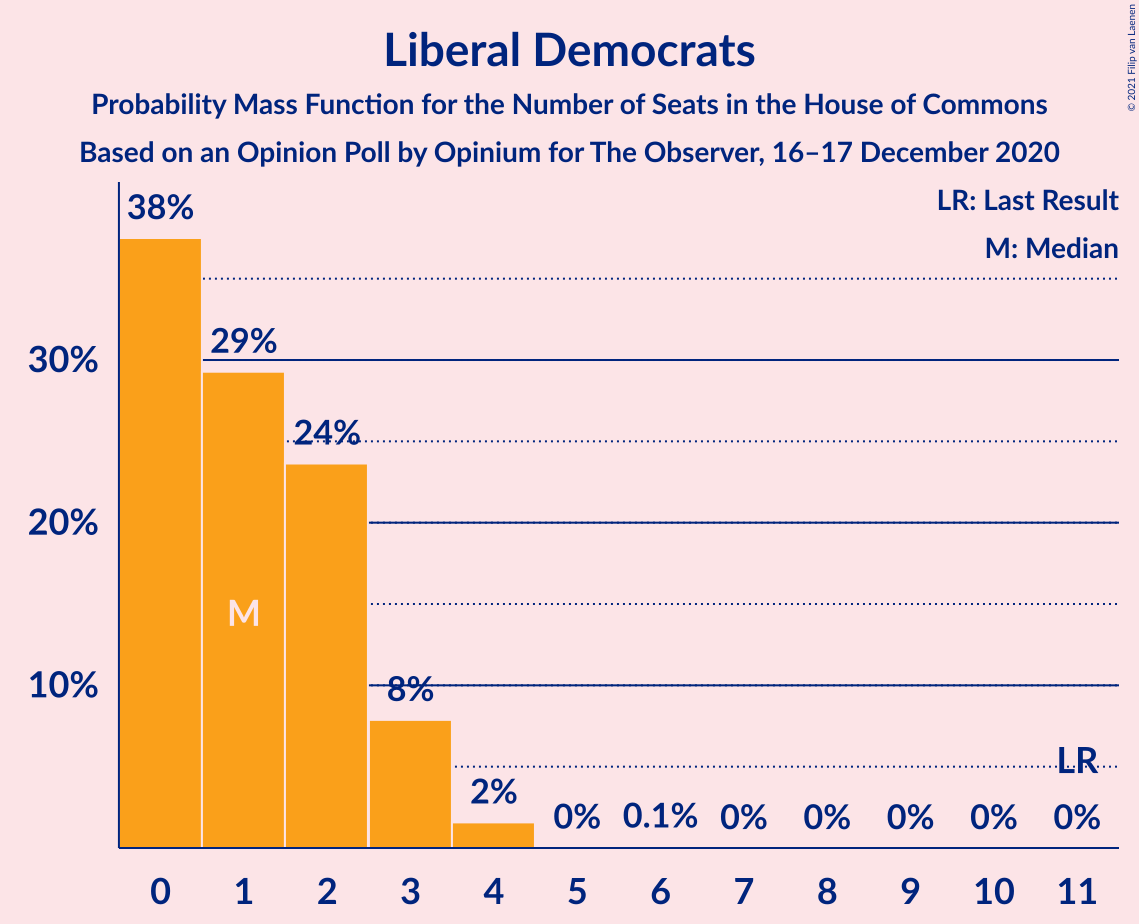 Liberal Democrats
Probability Mass Function for the Number of Seats in the House of Commons
Based on an Opinion Poll by Opinium for The Observer, 16–17 December 2020
© 2021 Filip van Laenen
LR: Last Result
M: Median
38%
29%
30%
24%
20%
M
8%
10%
LR
2%
0% 0.1% 0% 0% 0% 0% 0%
0 1 2 3 4 5 6 7 8 9 10 11